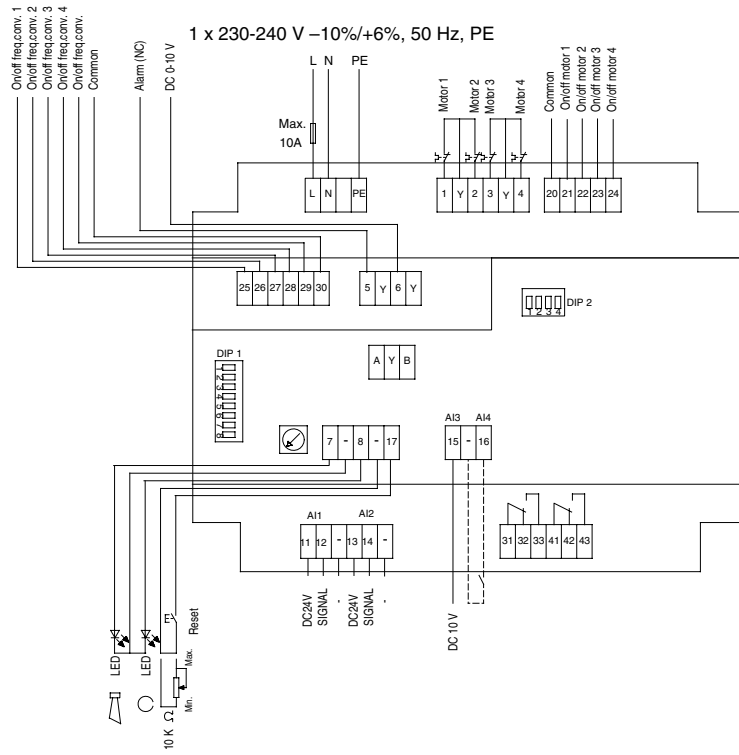 1 x 230-240 V –10%/+6%, 50 Hz, PE
On/off freq.conv. 1
On/off freq.conv. 2
On/off freq.conv. 3
On/off freq.conv. 4
On/off freq.conv.
Common
Alarm (NC)
DC 0-10 V
L N PE
Max.
10A
Motor 1
Motor 2
Motor 3
Motor 4
Common
On/off motor 1
On/off motor 2
On/off motor 3
On/off motor 4
L N PE
1 Y 2 3 Y 4
20 21 22 23 24
25 26 27 28 29 30
5 Y 6 Y
1 2 3 4
DIP 2
DIP 1
1
2
3
4
5
6
7
8
A Y B
7 - 8 - 17
AI3 AI4
15 - 16
AI1 AI2
11 12 - 13 14 -
31 32 33 41 42 43
DC24V
SIGNAL
-
DC24V
SIGNAL
-
DC 10 V
E
Reset
LED
LED
Max.
Min.
10 K Ω